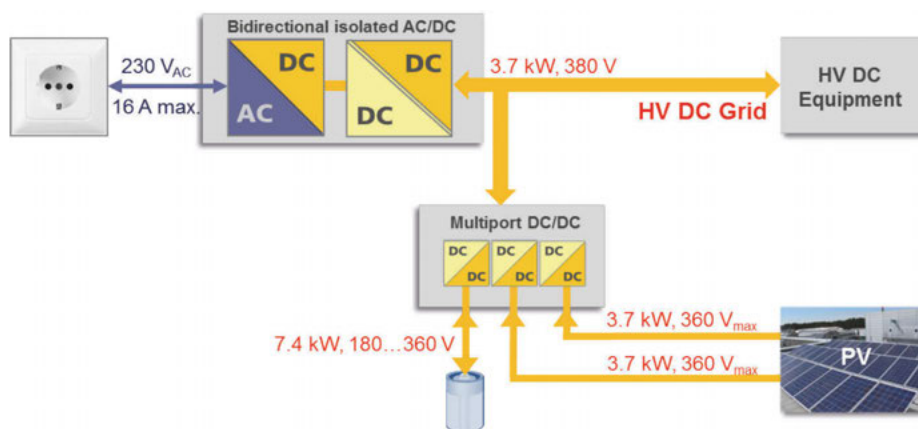 Bidirectional isolated AC/DC
230 VAC
16 A max.
DC
AC
DC
DC
3.7 kW, 380 V
HV DC Grid
HV DC
Equipment
Multiport DC/DC
DC
DC
DC
DC
DC
DC
7.4 kW, 180...360 V
3.7 kW, 360 Vmax
3.7 kW, 360 Vmax
PV